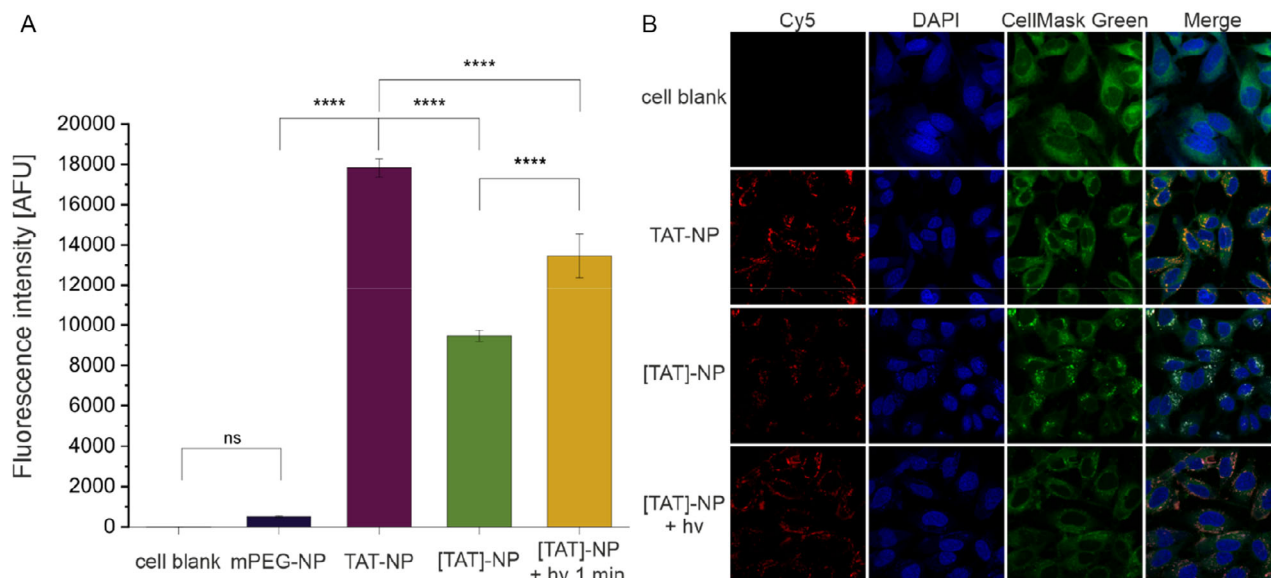 A
Fluorescence intensity [AFU]
20000
18000
16000
14000
12000
10000
8000
6000
4000
2000
0
****
****
****
****
ns
cell blank
mPEG-NP
TAT-NP
[TAT]-NP
[TAT]-NP
+ hv 1 min
B
Cy5
DAPI
CellMask Green
Merge
cell blank
TAT-NP
[TAT]-NP
[TAT]-NP
+ hv